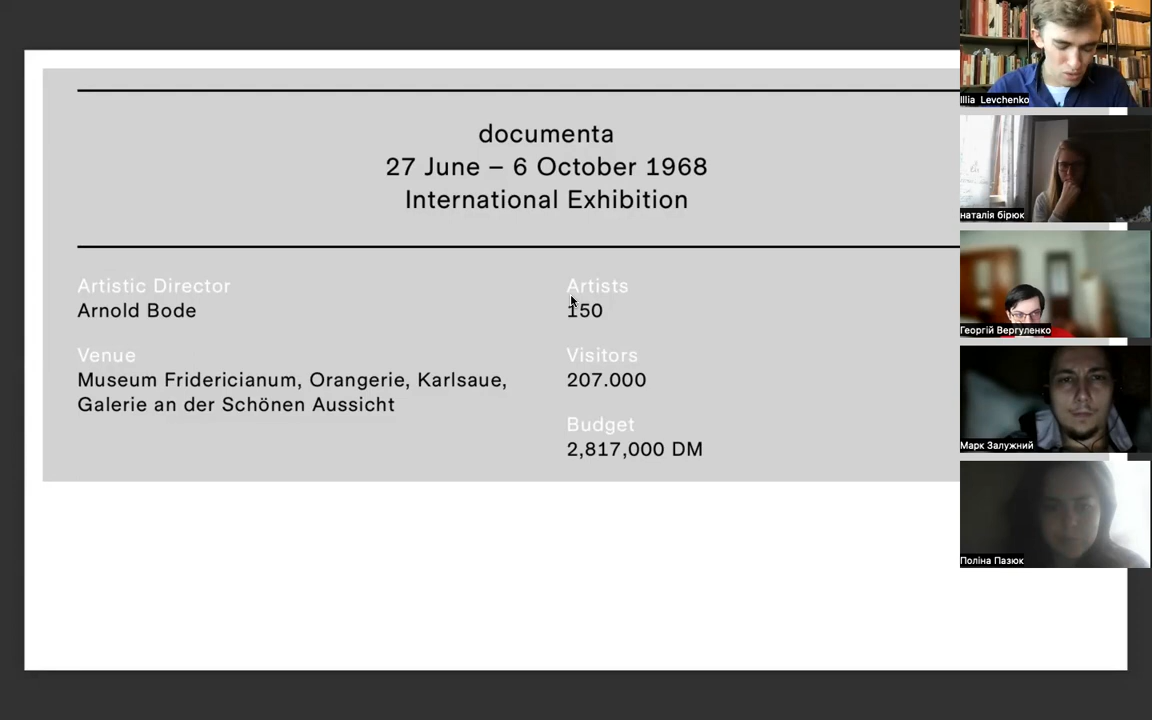 documenta
27 June – 6 October 1968
International Exhibition
Artistic Director
Arnold Bode
Venue
Museum Fridericianum, Orangerie, Karlsaue,
Galerie an der Schönen Aussicht
Artists
150
Visitors
207.000
Budget
2,817,000 DM
Illia Levchenko
наталія бірюк
Георгій Вергуленко
Марк Залужний
Поліна Пазюк